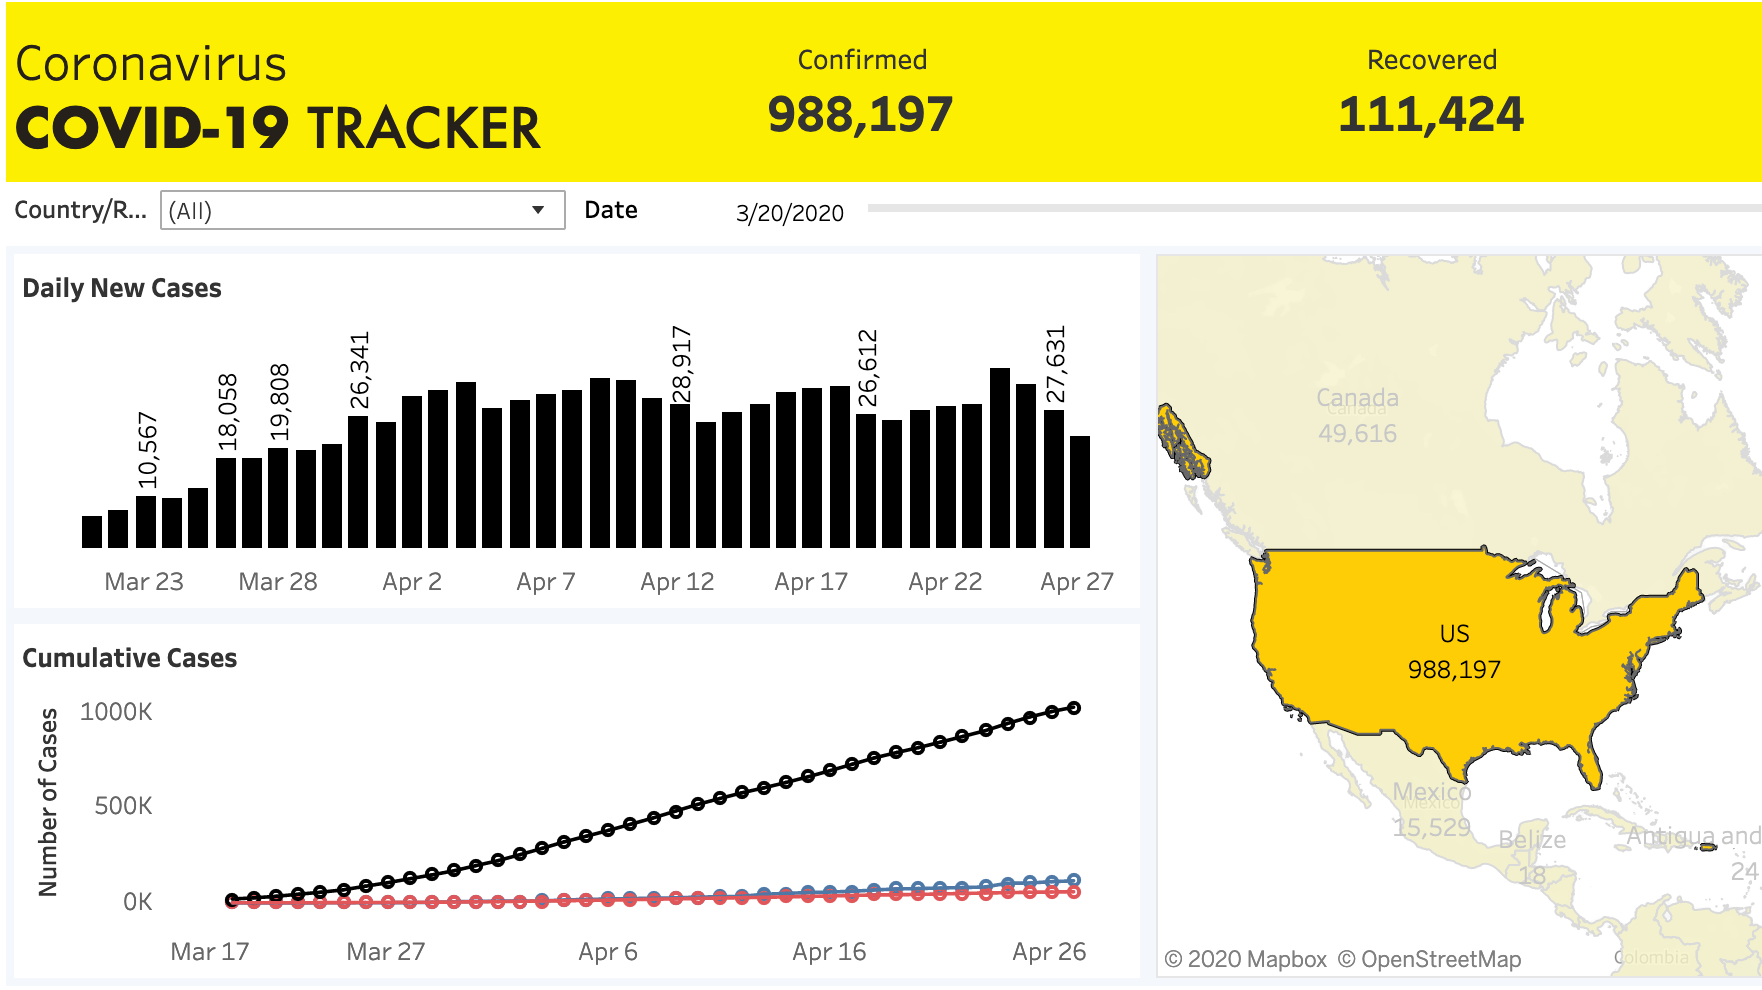 Coronavirus
COVID-19 TRACKER
Confirmed
988,197
Recovered
111,424
Country/R...
(All)
Date
3/20/2020
Daily New Cases
10,567
18,058
19,808
26,341
28,917
26,612
27,631
Mar 23 Mar 28 Apr 2 Apr 7 Apr 12 Apr 17 Apr 22 Apr 27
Cumulative Cases
Number of Cases
1000K
500K
0K
Mar 17 Mar 27 Apr 6 Apr 16 Apr 26
Canada
Canada
49,616
US
988,197
Mexico
Mexico
15,529
Belize
18
Antigua and
24
Colombia
© 2020 Mapbox © OpenStreetMap